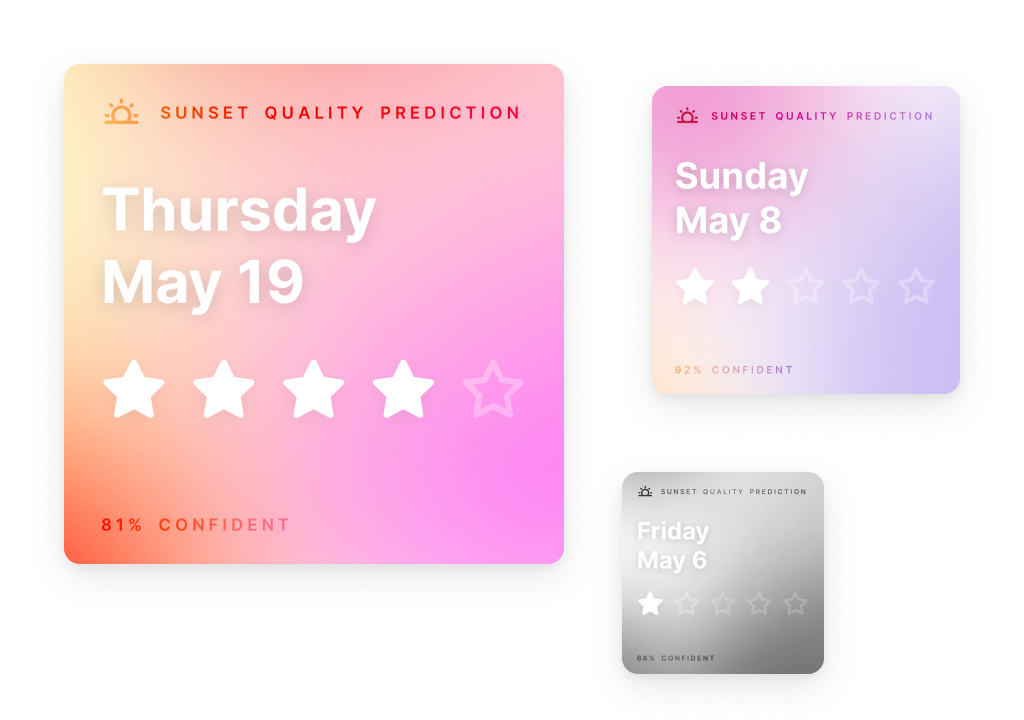 SUNSET QUALITY PREDICTION
Thursday
May 19
81% CONFIDENT
SUNSET QUALITY PREDICTION
Sunday
May 8
92% CONFIDENT
SUNSET QUALITY PREDICTION
Friday
May 6
66% CONFIDENT